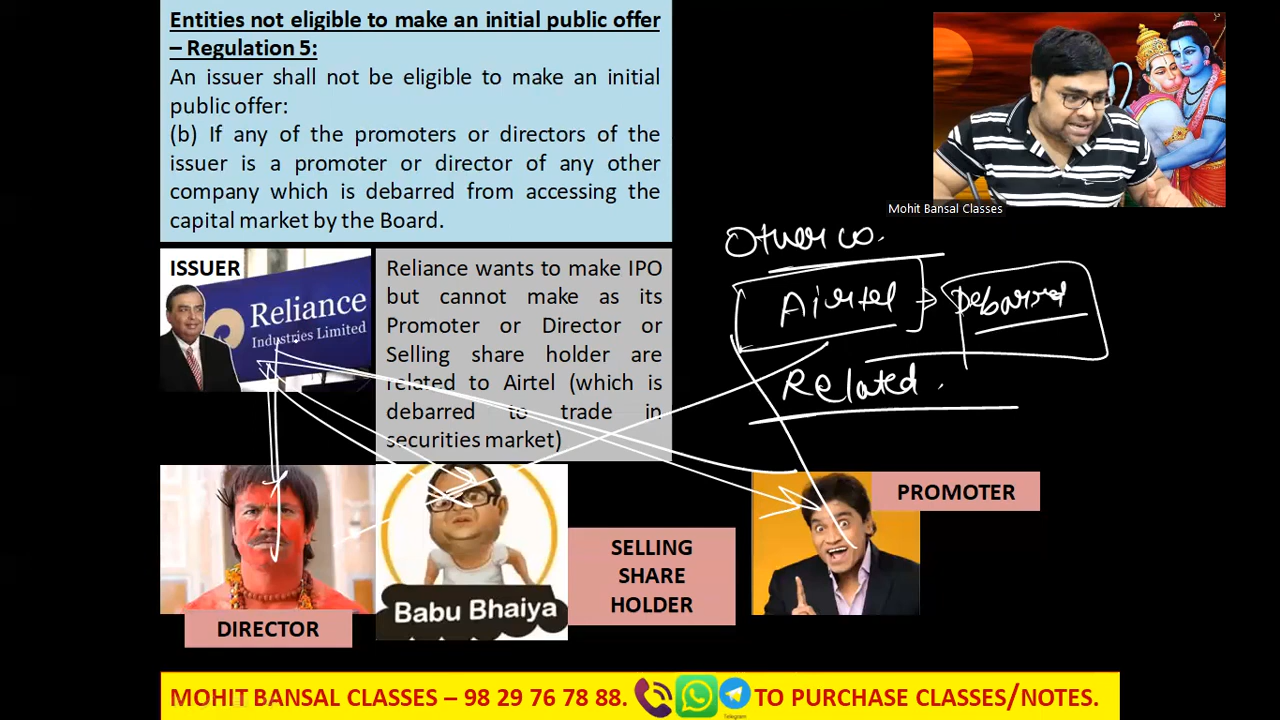 Entities not eligible to make an initial public offer
– Regulation 5:
An issuer shall not be eligible to make an initial
public offer:
(b) If any of the promoters or directors of the
issuer is a promoter or director of any other
company which is debarred from accessing the
capital market by the Board.
Mohit Bansal Classes
Other co.
Airtel
Debarred
Related.
ISSUER
Reliance
Industries Limited
Reliance wants to make IPO
but cannot make as its
Promoter or Director or
Selling share holder are
related to Airtel (which is
debarred to trade in
securities market)
PROMOTER
SELLING
SHARE
HOLDER
Babu Bhaiya
DIRECTOR
MOHIT BANSAL CLASSES – 98 29 76 78 88.
Telegram
TO PURCHASE CLASSES/NOTES.